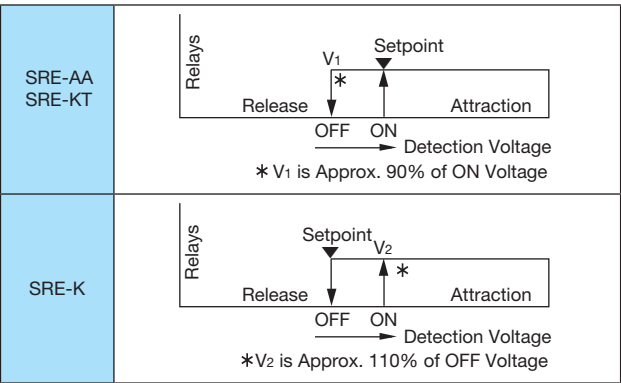 SRE-AA
SRE-KT
Relays
Setpoint
V1
*
Release
Attraction
OFF ON
Detection Voltage
* V1 is Approx. 90% of ON Voltage
SRE-K
Relays
Setpoint
V2
*
Release
Attraction
OFF ON
Detection Voltage
*V2 is Approx. 110% of OFF Voltage